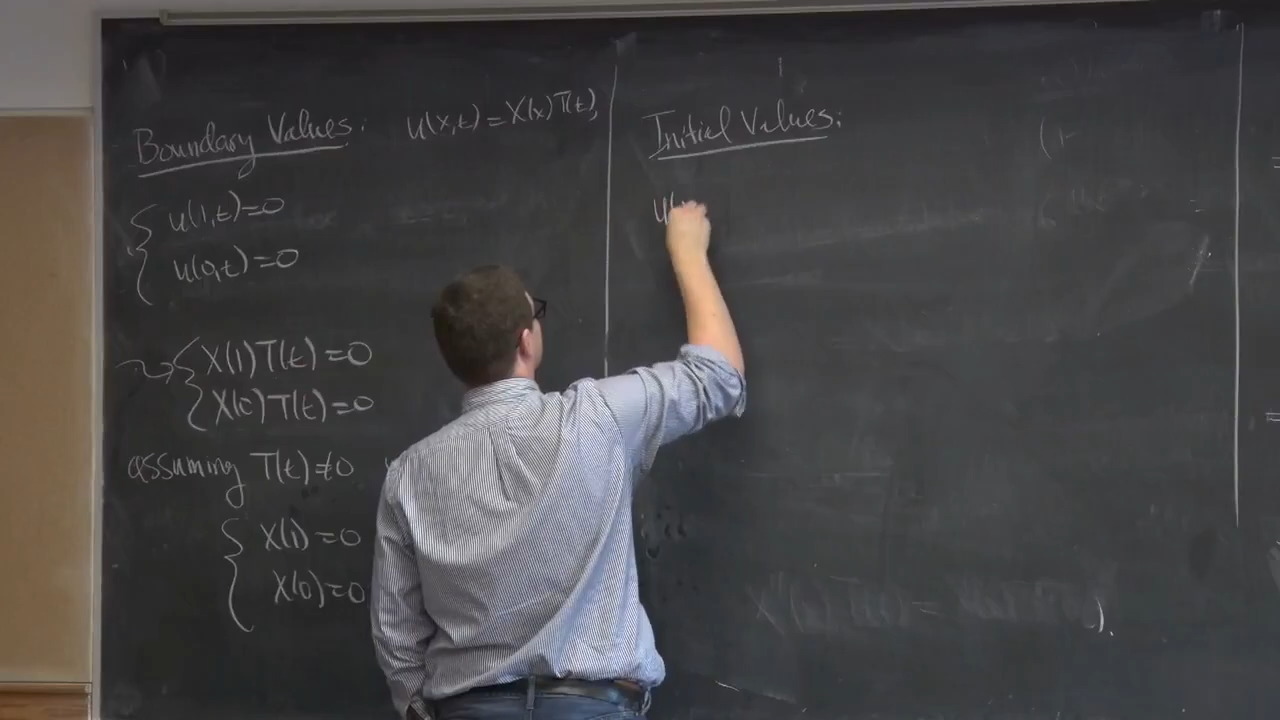 Boundary Values: u(x,t) = X(x)T(t),
{ u(1,t)=0
u(0,t)=0
{ X(1)T(t)=0
X(0)T(t)=0
assuming T(t)≠0
{ X(1)=0
X(0)=0
Initial Values:
u(